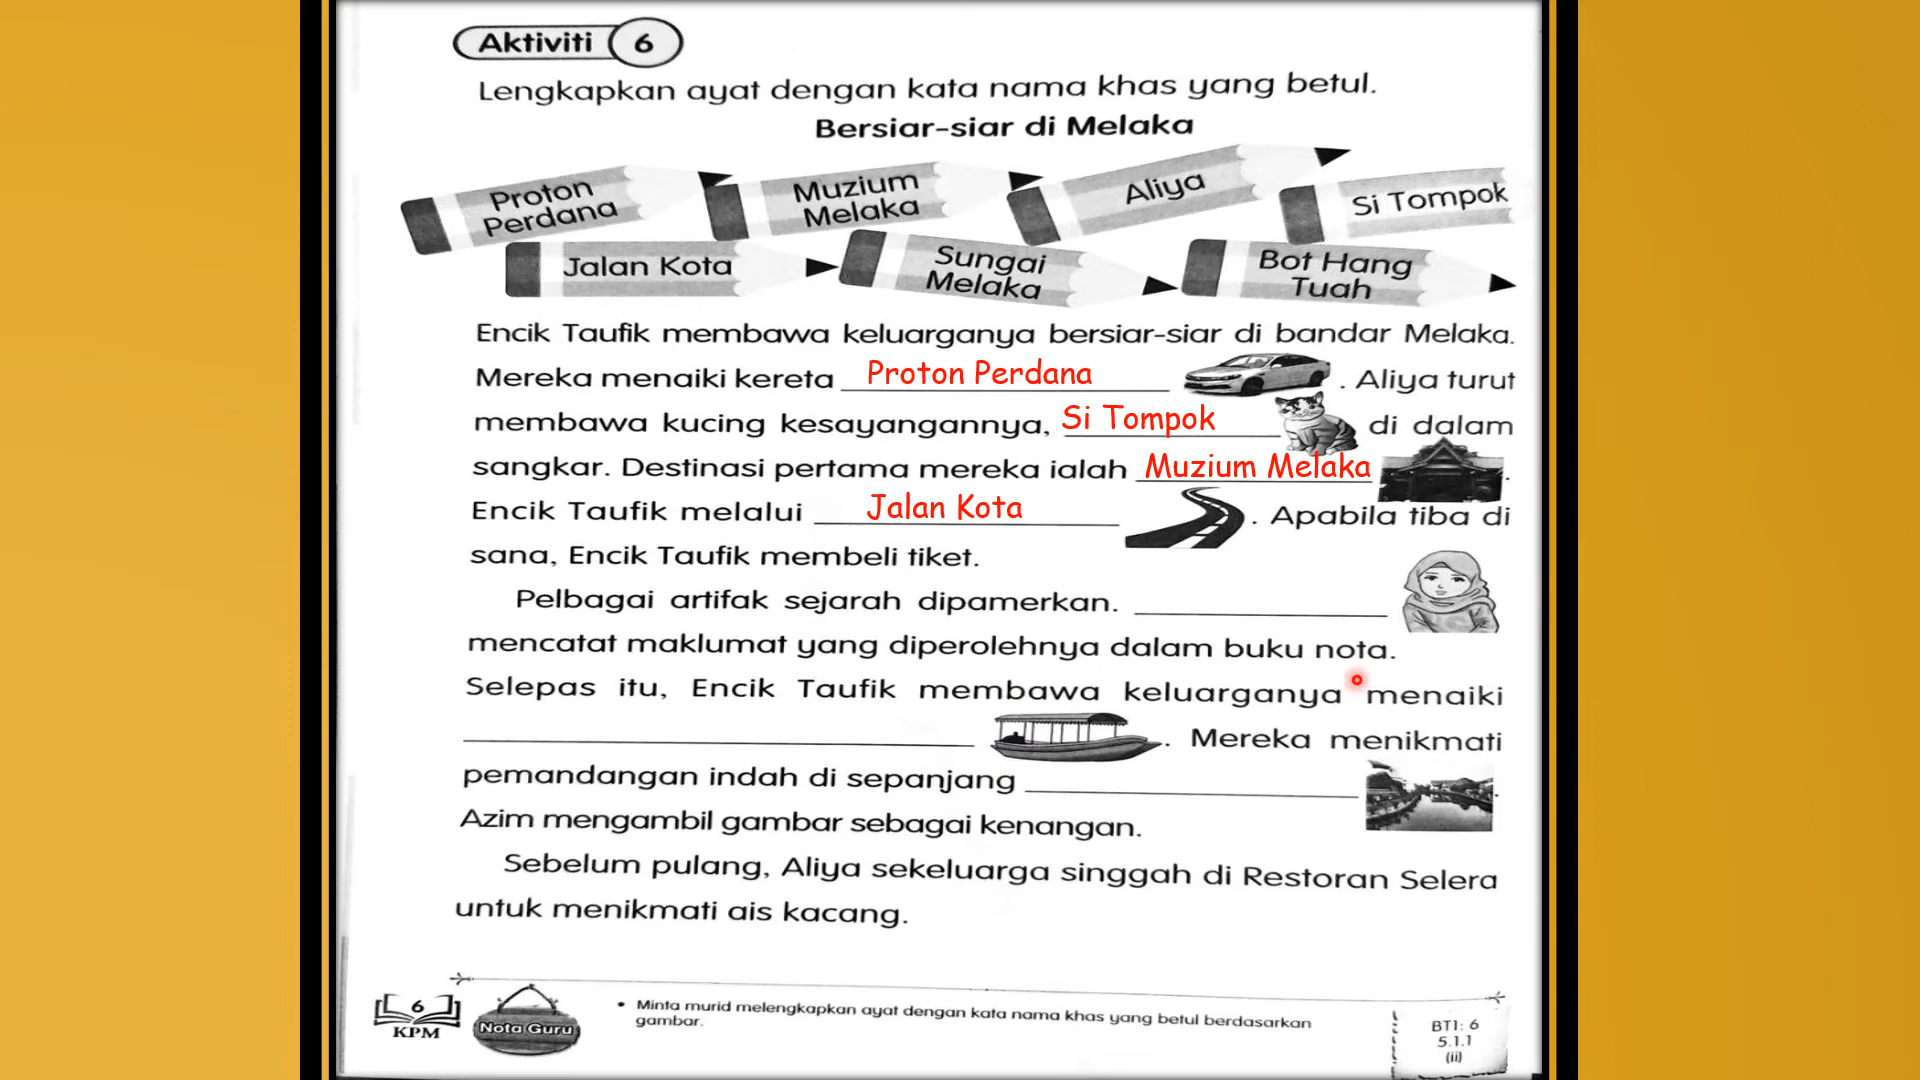 Aktiviti 6
Lengkapkan ayat dengan kata nama khas yang betul.
Bersiar-siar di Melaka
Proton
Perdana
Muzium
Melaka
Aliya
Si Tompok
Jalan Kota
Sungai
Melaka
Bot Hang
Tuah
Encik Taufik membawa keluarganya bersiar-siar di bandar Melaka.
Mereka menaiki kereta Proton Perdana . Aliya turut
membawa kucing kesayangannya, Si Tompok di dalam
sangkar. Destinasi pertama mereka ialah Muzium Melaka .
Encik Taufik melalui Jalan Kota . Apabila tiba di
sana, Encik Taufik membeli tiket.
Pelbagai artifak sejarah dipamerkan. ____________
mencatat maklumat yang diperolehnya dalam buku nota.
Selepas itu, Encik Taufik membawa keluarganya menaiki
____________ . Mereka menikmati
pemandangan indah di sepanjang ____________ .
Azim mengambil gambar sebagai kenangan.
Sebelum pulang, Aliya sekeluarga singgah di Restoran Selera
untuk menikmati ais kacang.
6
KPM
Nota Guru
• Minta murid melengkapkan ayat dengan kata nama khas yang betul berdasarkan
gambar.
BT1: 6
5.1.1
(ii)